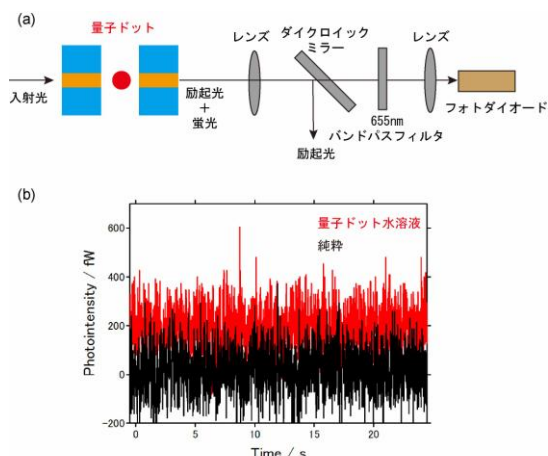 (a)
量子ドット
入射光
励起光
+
蛍光
レンズ
ダイクロイック
ミラー
励起光
655nm
バンドパスフィルタ
レンズ
フォトダイオード
(b)
量子ドット水溶液
純粋
Photointensity / fW
600
400
200
0
-200
0
5
10
15
20
Time / s